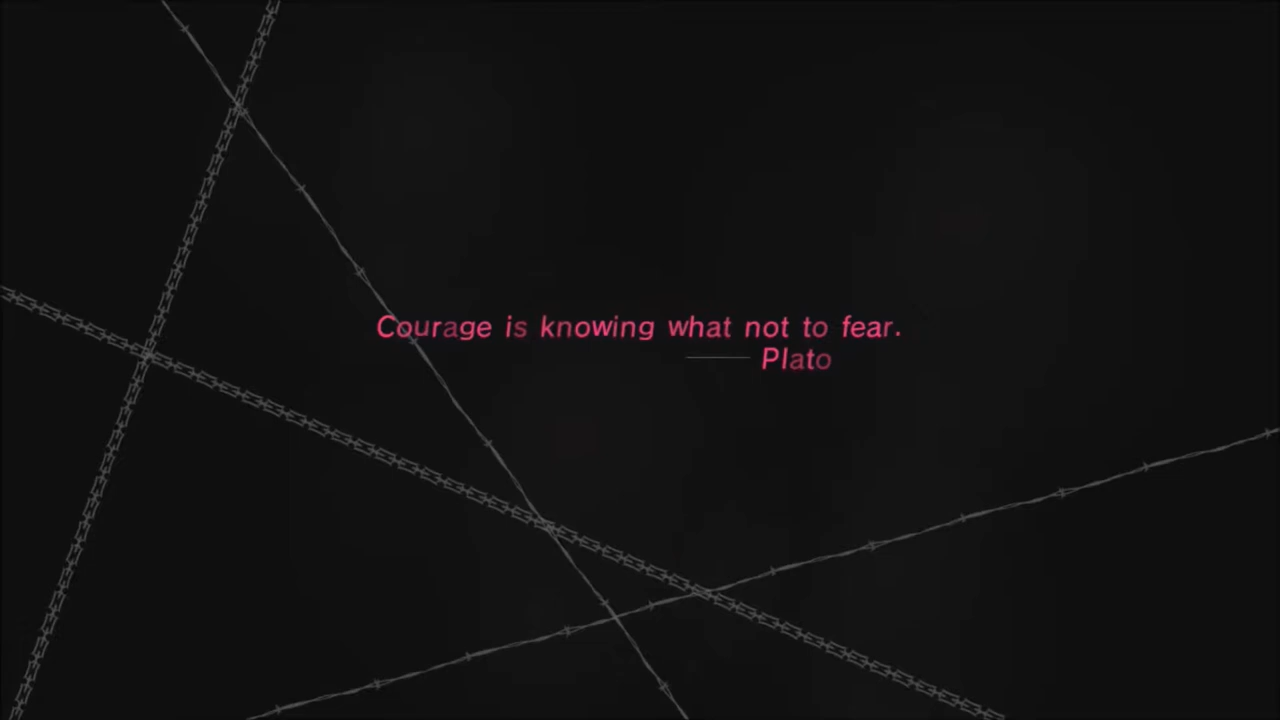 Courage is knowing what not to fear.
—— Plato